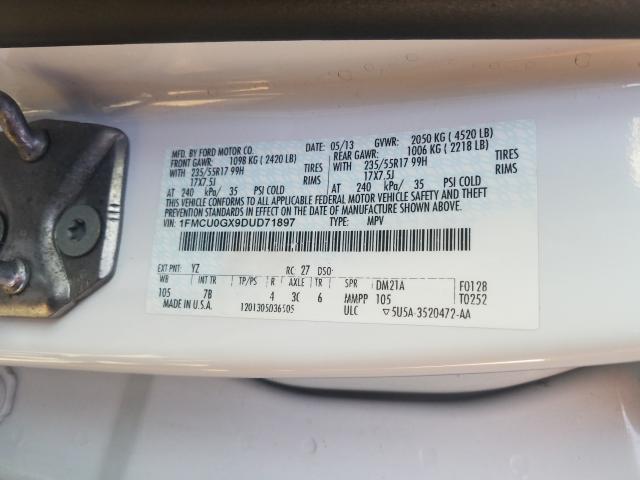 MFD. BY FORD MOTOR CO. 05/13 GVWR: 2050 KG ( 4520 LB)
FRONT GAWR: 1098 KG ( 2420 LB) REAR GAWR: 1006 KG ( 2218 LB)
WITH 235/55R17 99H TIRES WITH 235/55R17 99H TIRES
17X7.5J RIMS 17X7.5J RIMS
AT 240 kPa/ 35 PSI COLD AT 240 kPa/ 35 PSI COLD
THIS VEHICLE CONFORMS TO ALL APPLICABLE FEDERAL MOTOR VEHICLE SAFETY AND
THEFT PREVENTION STANDARDS IN EFFECT ON THE DATE OF MANUFACTURE SHOWN ABOVE.
VIN: 1FMCU0GX9DUD71897 TYPE: MPV
EXT PNT: YZ RC: 27 DSO:
WB TP/PS R AXLE TR SPR DM21A F0128
105 7B 4 3C 6 MMPP 105 T0252
MADE IN U.S.A. 1201305036505 ULC ▽5U5A-3520472-AA